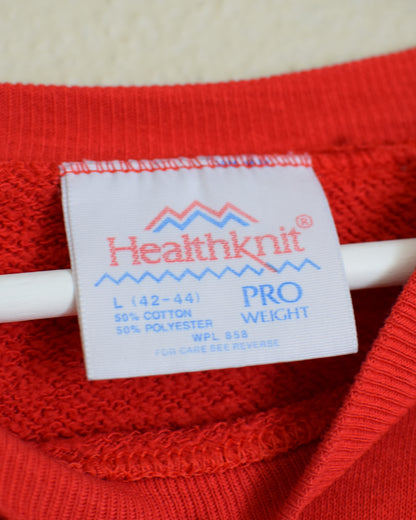 Healthknit®
L (42-44)
50% COTTON
50% POLYESTER
PRO
WEIGHT
WPL 858
FOR CARE SEE REVERSE